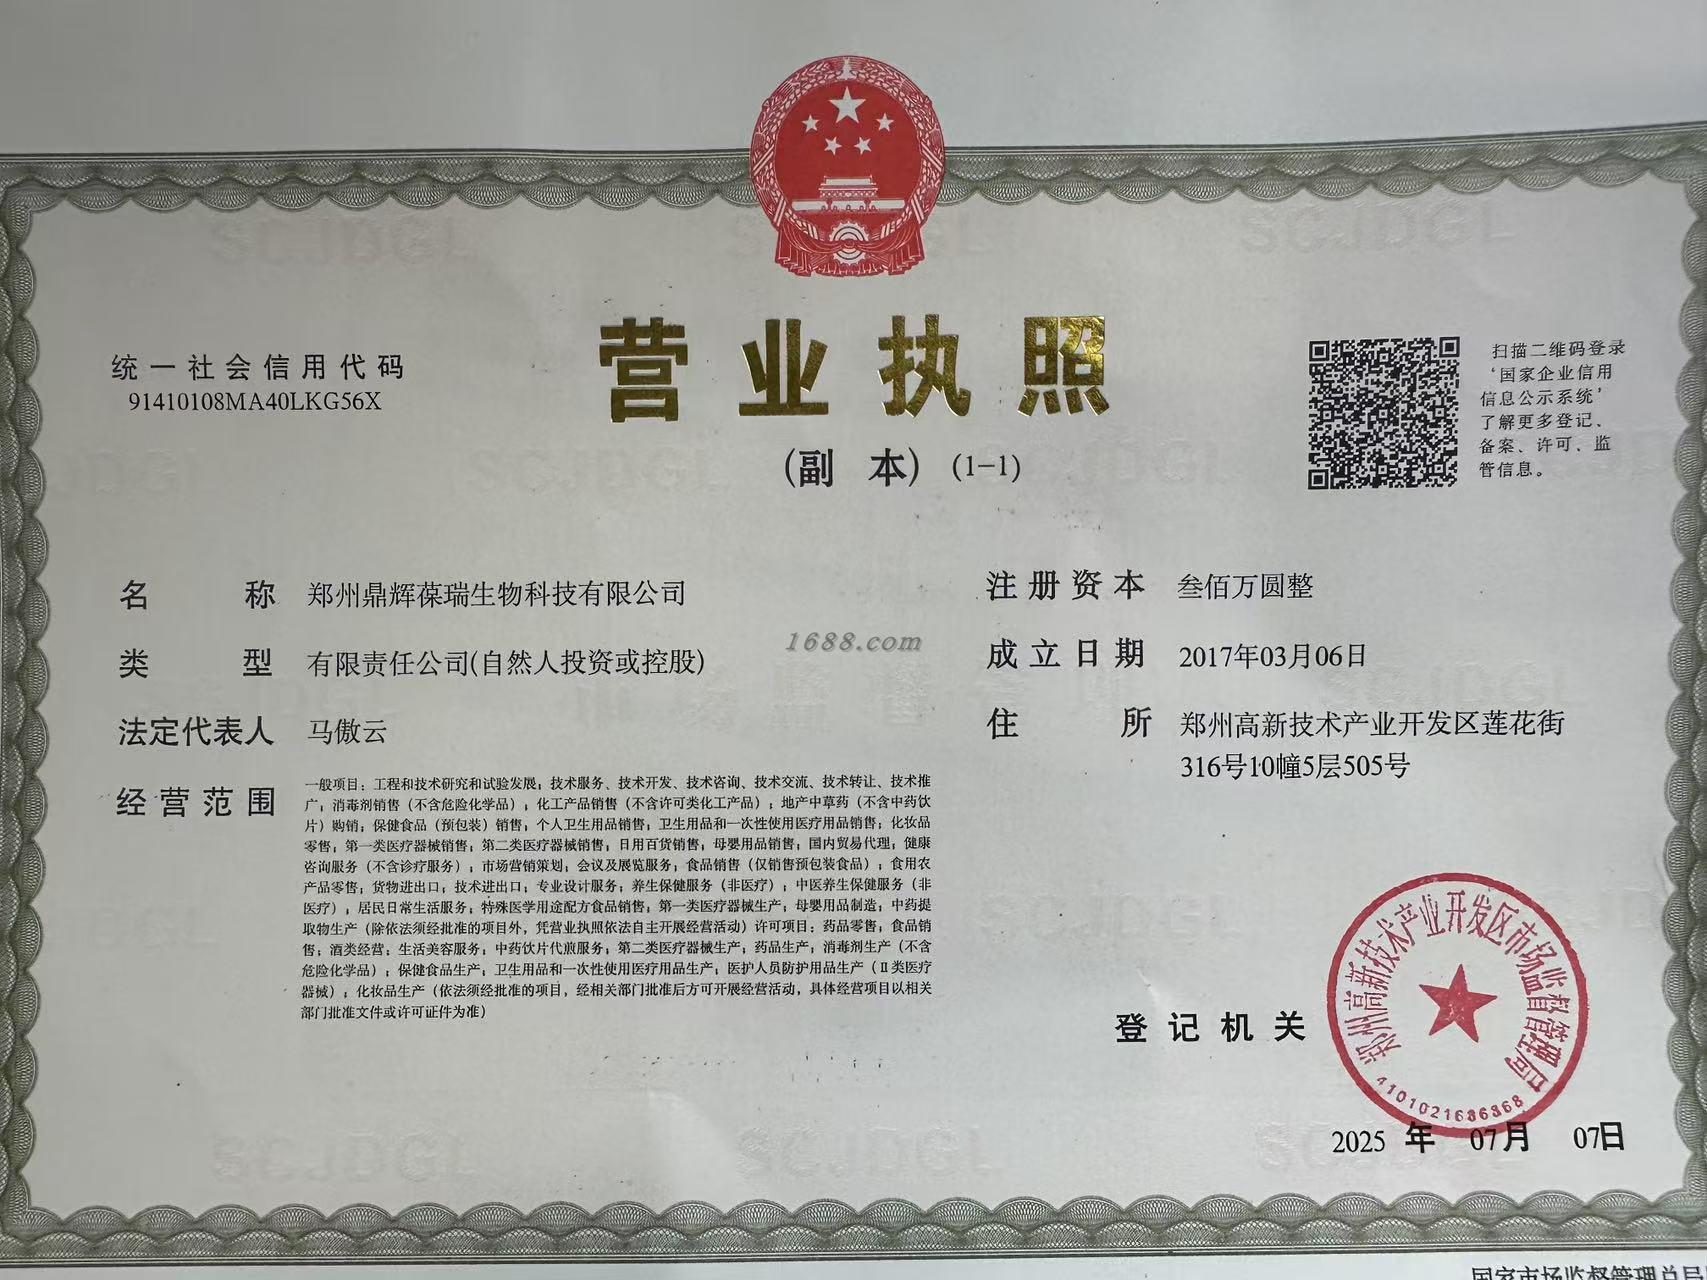 统一社会信用代码
91410108MA40LKG56X
营业执照
(副 本) (1-1)
扫描二维码登录
‘国家企业信用
信息公示系统’
了解更多登记、
备案、许可、监
管信息。
名 称 郑州鼎辉葆瑞生物科技有限公司
类 型 有限责任公司(自然人投资或控股)
法定代表人 马傲云
经营范围
一般项目：工程和技术研究和试验发展；技术服务、技术开发、技术咨询、技术交流、技术转让、技术推
广；消毒剂销售（不含危险化学品）；化工产品销售（不含许可类化工产品）；地产中草药（不含中药饮
片）购销；保健食品（预包装）销售；个人卫生用品销售；卫生用品和一次性使用医疗用品销售；化妆品
零售；第一类医疗器械销售；第二类医疗器械销售；日用百货销售；母婴用品销售；国内贸易代理；健康
咨询服务（不含诊疗服务）；市场营销策划；会议及展览服务；食品销售（仅销售预包装食品）；食用农
产品零售；货物进出口；技术进出口；专业设计服务；养生保健服务（非医疗）；中医养生保健服务（非
医疗）；居民日常生活服务；特殊医学用途配方食品销售；第一类医疗器械生产；母婴用品制造；中药提
取物生产（除依法须经批准的项目外，凭营业执照依法自主开展经营活动）许可项目：药品零售；食品销
售；酒类经营；生活美容服务；中药饮片代煎服务；第二类医疗器械生产；药品生产；消毒剂生产（不含
危险化学品）；保健食品生产；卫生用品和一次性使用医疗用品生产；医护人员防护用品生产（Ⅱ类医疗
器械）；化妆品生产（依法须经批准的项目，经相关部门批准后方可开展经营活动，具体经营项目以相关
部门批准文件或许可证件为准）
注册资本 叁佰万圆整
成立日期 2017年03月06日
住 所 郑州高新技术产业开发区莲花街
316号10幢5层505号
1688.com
登记机关
郑州高新技术产业开发区市场监督管理局
4101021686868
2025 年 07月 07日
SCJDGL
国家市场监督管理总局